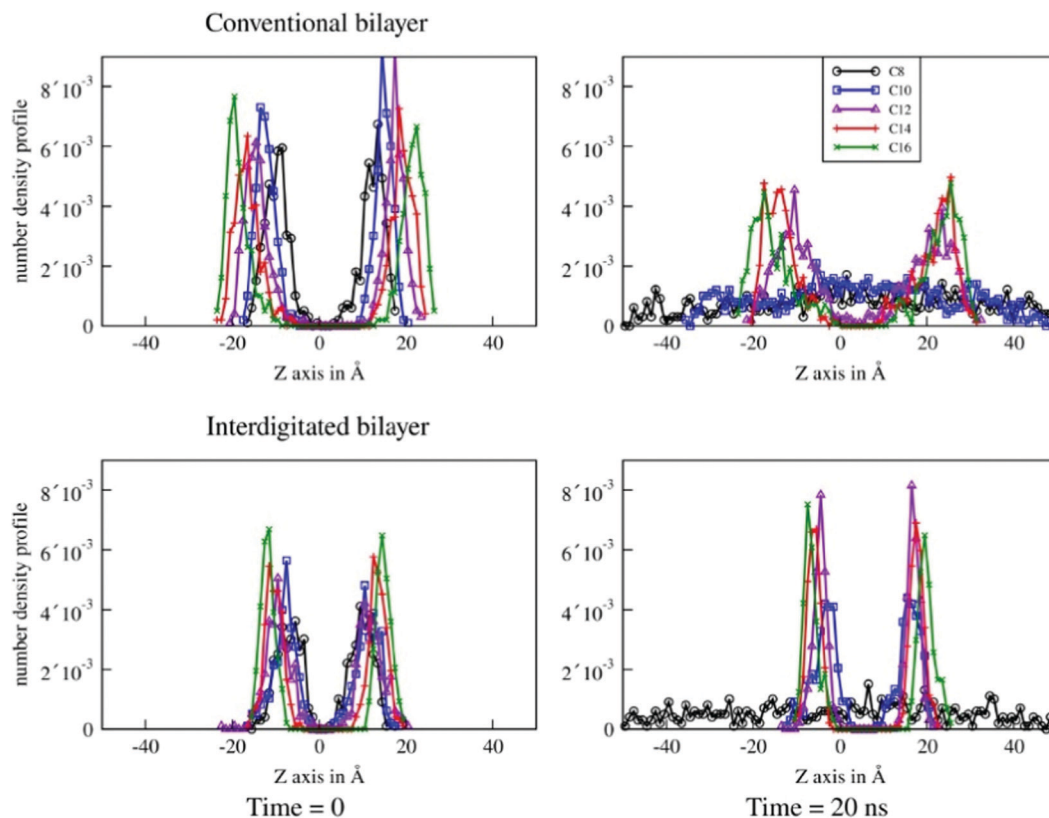 Conventional bilayer
number density profile
8´10⁻³
6´10⁻³
4´10⁻³
2´10⁻³
0
-40 -20 0 20 40
Z axis in Å
8´10⁻³
6´10⁻³
4´10⁻³
2´10⁻³
0
C8
C10
C12
C14
C16
-40 -20 0 20 40
Z axis in Å
Interdigitated bilayer
number density profile
8´10⁻³
6´10⁻³
4´10⁻³
2´10⁻³
0
-40 -20 0 20 40
Z axis in Å
Time = 0
8´10⁻³
6´10⁻³
4´10⁻³
2´10⁻³
0
-40 -20 0 20 40
Z axis in Å
Time = 20 ns